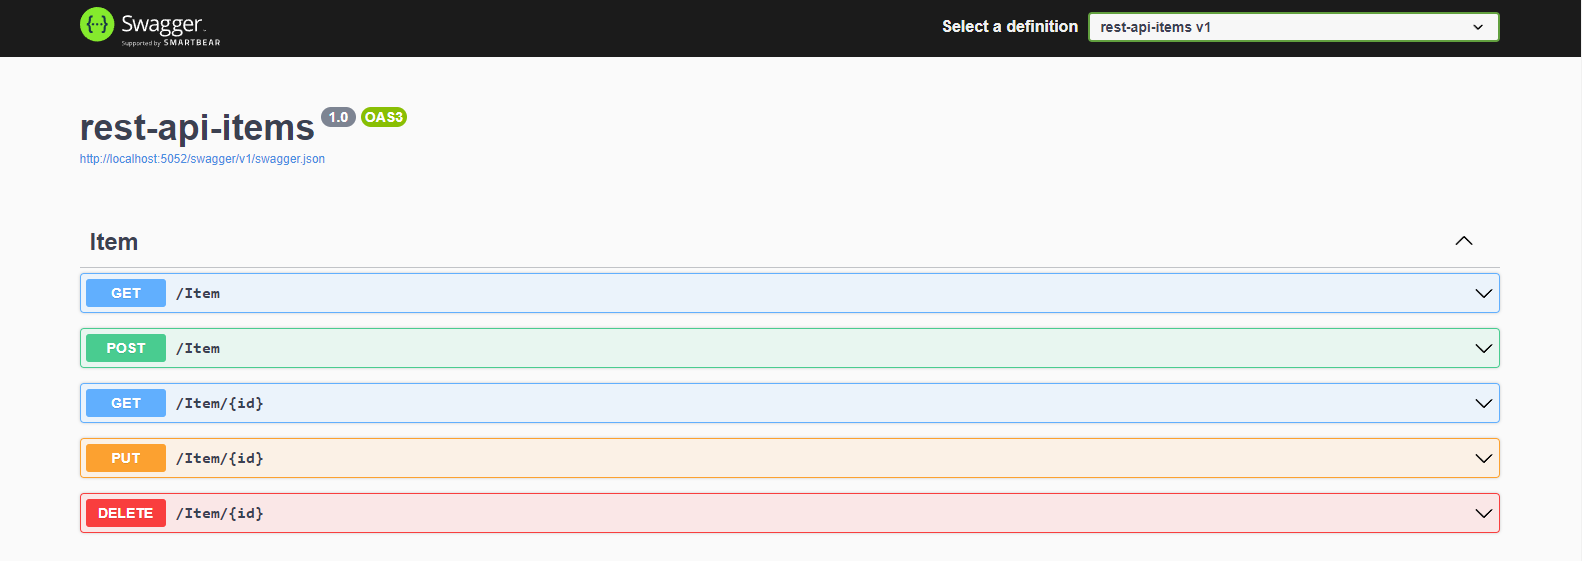 Swagger
Supported by SMARTBEAR
Select a definition
rest-api-items v1
rest-api-items 1.0 OAS3
http://localhost:5052/swagger/v1/swagger.json
Item
GET /Item
POST /Item
GET /Item/{id}
PUT /Item/{id}
DELETE /Item/{id}